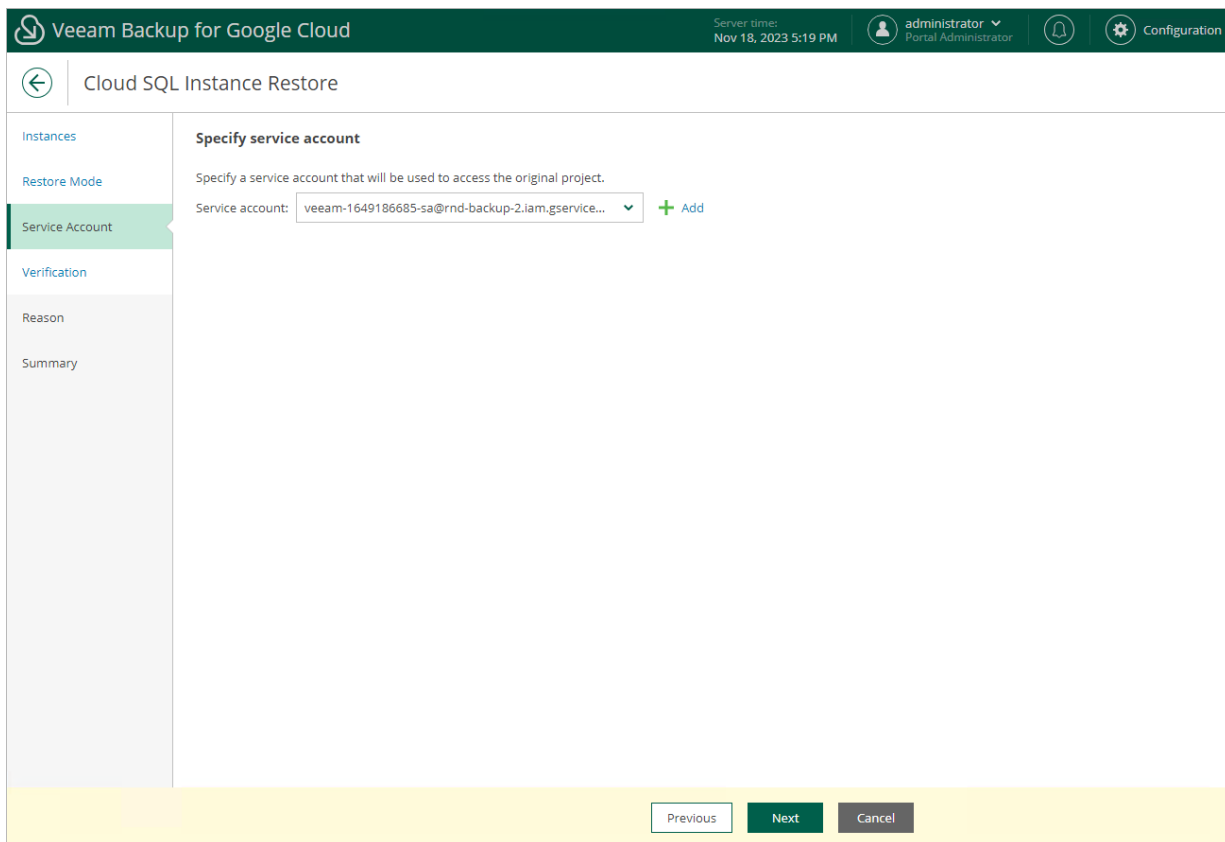 Veeam Backup for Google Cloud
Server time:
Nov 18, 2023 5:19 PM
administrator
Portal Administrator
Configuration
Cloud SQL Instance Restore
Instances
Restore Mode
Service Account
Verification
Reason
Summary
Specify service account
Specify a service account that will be used to access the original project.
Service account: veeam-1649186685-sa@rnd-backup-2.iam.gservice... Add
Previous Next Cancel